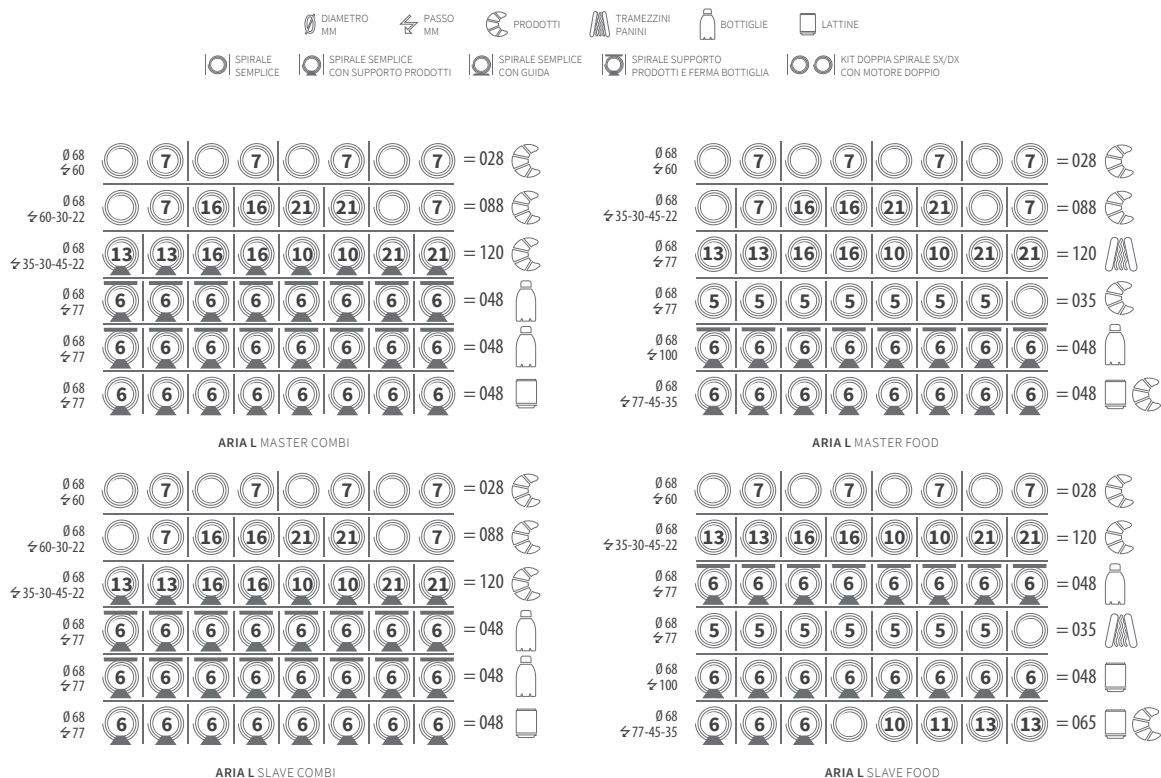 DIAMETRO
MM
PASSO
MM
PRODOTTI
TRAMEZZINI
PANINI
BOTTIGLIE
LATTINE
SPIRALE
SEMPLICE
SPIRALE SEMPLICE
CON SUPPORTO PRODOTTI
SPIRALE SEMPLICE
CON GUIDA
SPIRALE SUPPORTO
PRODOTTI E FERMA BOTTIGLIA
KIT DOPPIA SPIRALE SX/DX
CON MOTORE DOPPIO
Ø 68
60
7 7 7 7 = 028
Ø 68
60-30-22
7 16 16 21 21 7 = 088
Ø 68
35-30-45-22
13 13 16 16 10 10 21 21 = 120
Ø 68
77
6 6 6 6 6 6 6 6 = 048
Ø 68
77
6 6 6 6 6 6 6 6 = 048
Ø 68
77
6 6 6 6 6 6 6 6 = 048
ARIA L MASTER COMBI
Ø 68
60
7 7 7 7 = 028
Ø 68
35-30-45-22
7 16 16 21 21 7 = 088
Ø 68
77
13 13 16 16 10 10 21 21 = 120
Ø 68
77
5 5 5 5 5 5 5 = 035
Ø 68
100
6 6 6 6 6 6 6 6 = 048
Ø 68
77-45-35
6 6 6 6 6 6 6 6 = 048
ARIA L MASTER FOOD
Ø 68
60
7 7 7 7 = 028
Ø 68
60-30-22
7 16 16 21 21 7 = 088
Ø 68
35-30-45-22
13 13 16 16 10 10 21 21 = 120
Ø 68
77
6 6 6 6 6 6 6 6 = 048
Ø 68
77
6 6 6 6 6 6 6 6 = 048
Ø 68
77
6 6 6 6 6 6 6 6 = 048
ARIA L SLAVE COMBI
Ø 68
60
7 7 7 7 = 028
Ø 68
35-30-45-22
13 13 16 16 10 10 21 21 = 120
Ø 68
77
6 6 6 6 6 6 6 6 = 048
Ø 68
77
5 5 5 5 5 5 5 = 035
Ø 68
100
6 6 6 6 6 6 6 6 = 048
Ø 68
77-45-35
6 6 6 10 11 13 13 = 065
ARIA L SLAVE FOOD